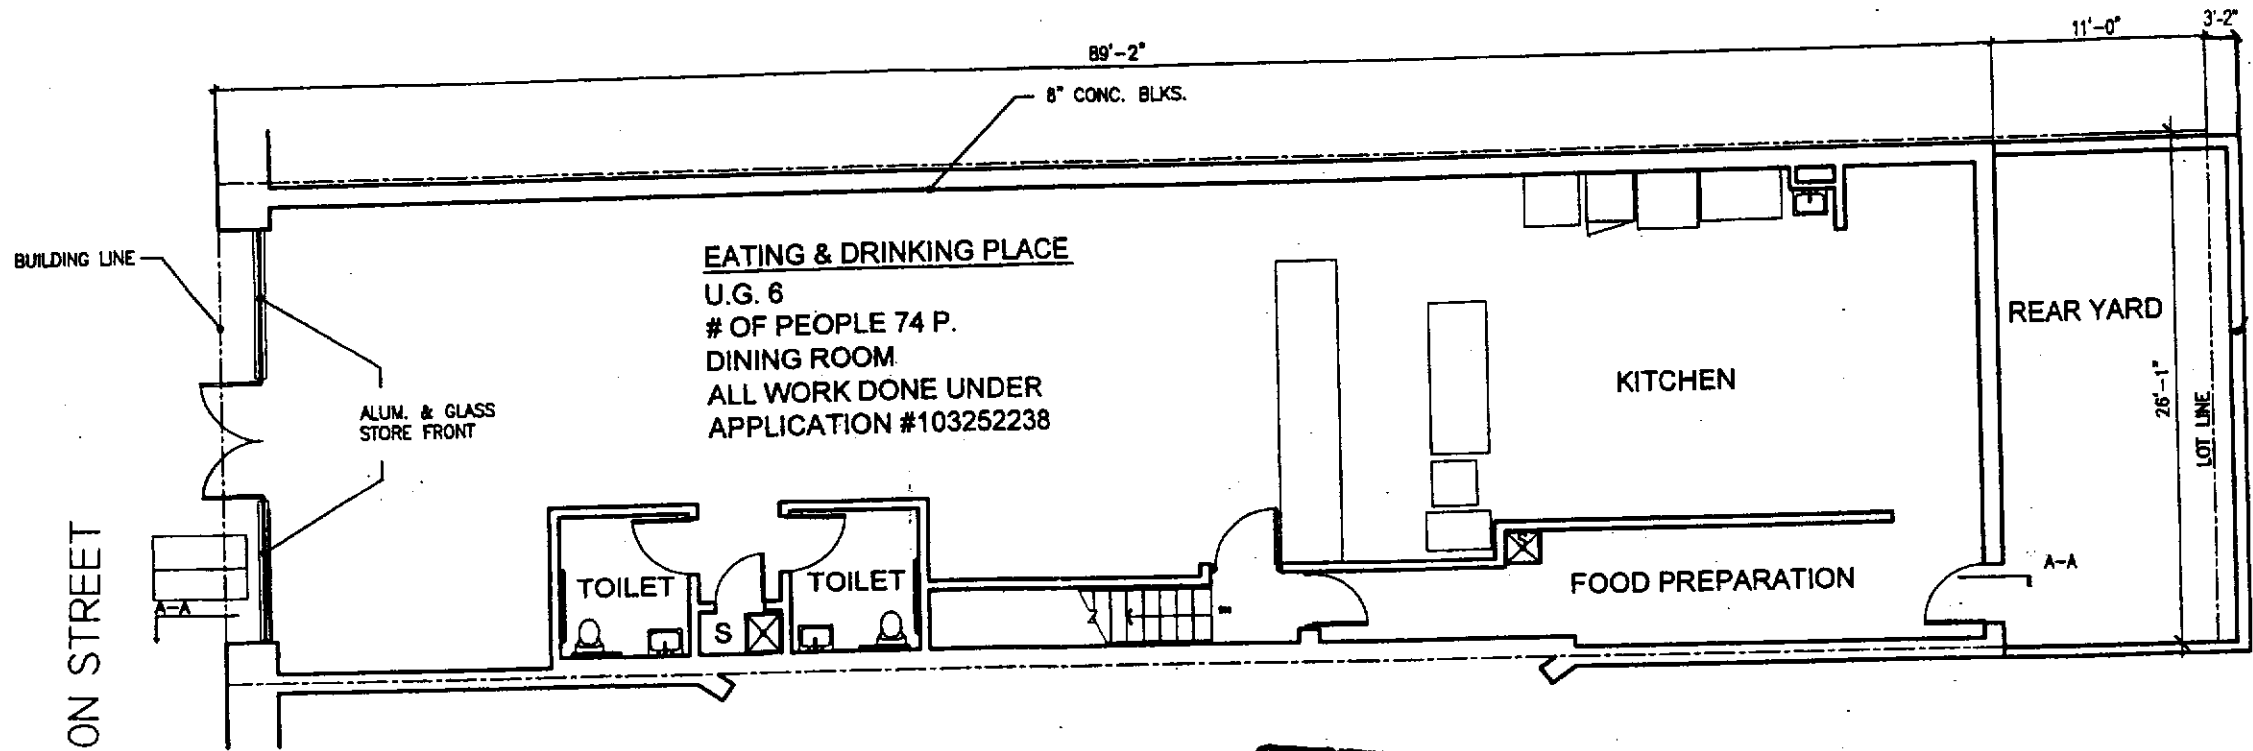 89'-2"
11'-0"
3'-2"
8" CONC. BLKS.
BUILDING LINE
EATING & DRINKING PLACE
U.G. 6
# OF PEOPLE 74 P.
DINING ROOM
ALL WORK DONE UNDER
APPLICATION #103252238
ALUM. & GLASS
STORE FRONT
KITCHEN
REAR YARD
26'-1"
LOT LINE
ON STREET
A-A
TOILET
S
TOILET
S
FOOD PREPARATION
A-A